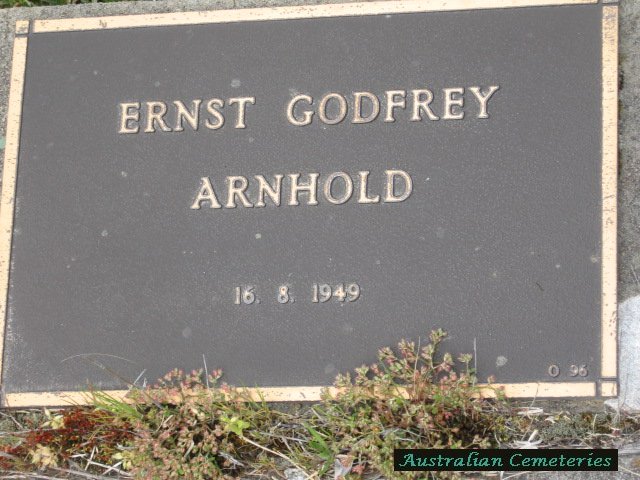 ERNST GODFREY
ARNHOLD
16. 8. 1949
O 96
Australian Cemeteries